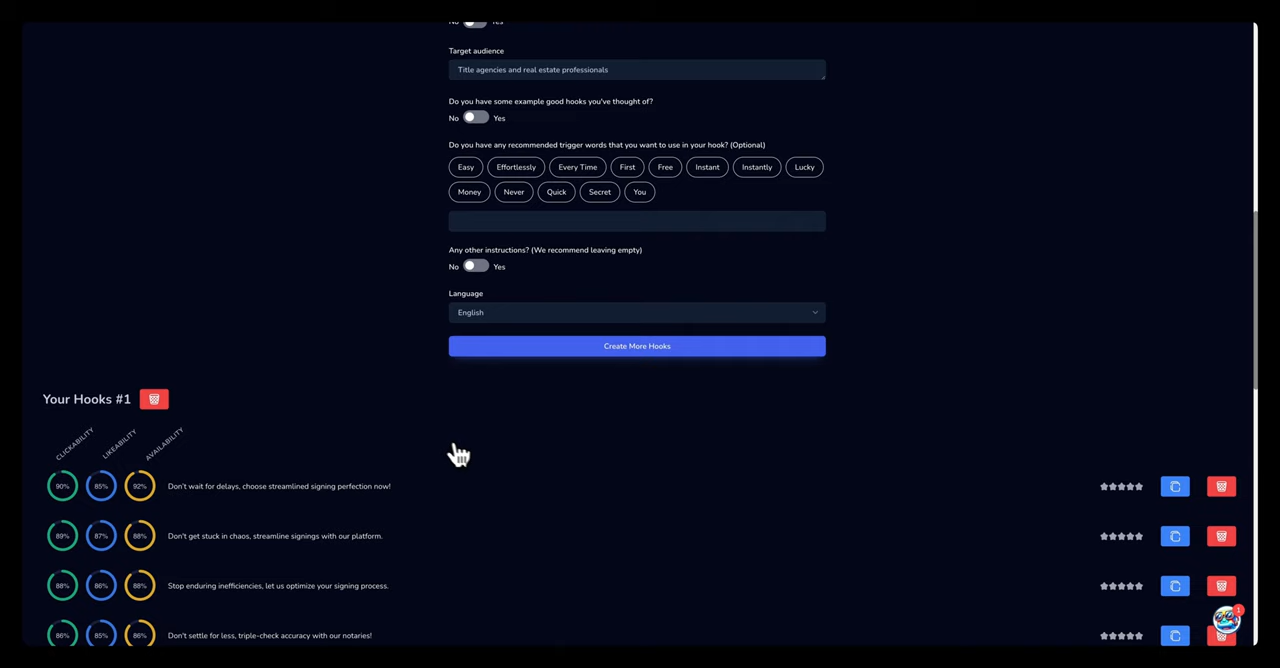 No Yes
Target audience
Title agencies and real estate professionals
Do you have some example good hooks you've thought of?
No Yes
Do you have any recommended trigger words that you want to use in your hook? (Optional)
Easy Effortlessly Every Time First Free Instant Instantly Lucky
Money Never Quick Secret You
Any other instructions? (We recommend leaving empty)
No Yes
Language
English
Create More Hooks
Your Hooks #1
CLICKABILITY LIKEABILITY AVAILABILITY
90% 85% 92% Don't wait for delays, choose streamlined signing perfection now!
89% 87% 88% Don't get stuck in chaos, streamline signings with our platform.
88% 86% 88% Stop enduring inefficiencies, let us optimize your signing process.
1
86% 85% 86% Don't settle for less, triple-check accuracy with our notaries!